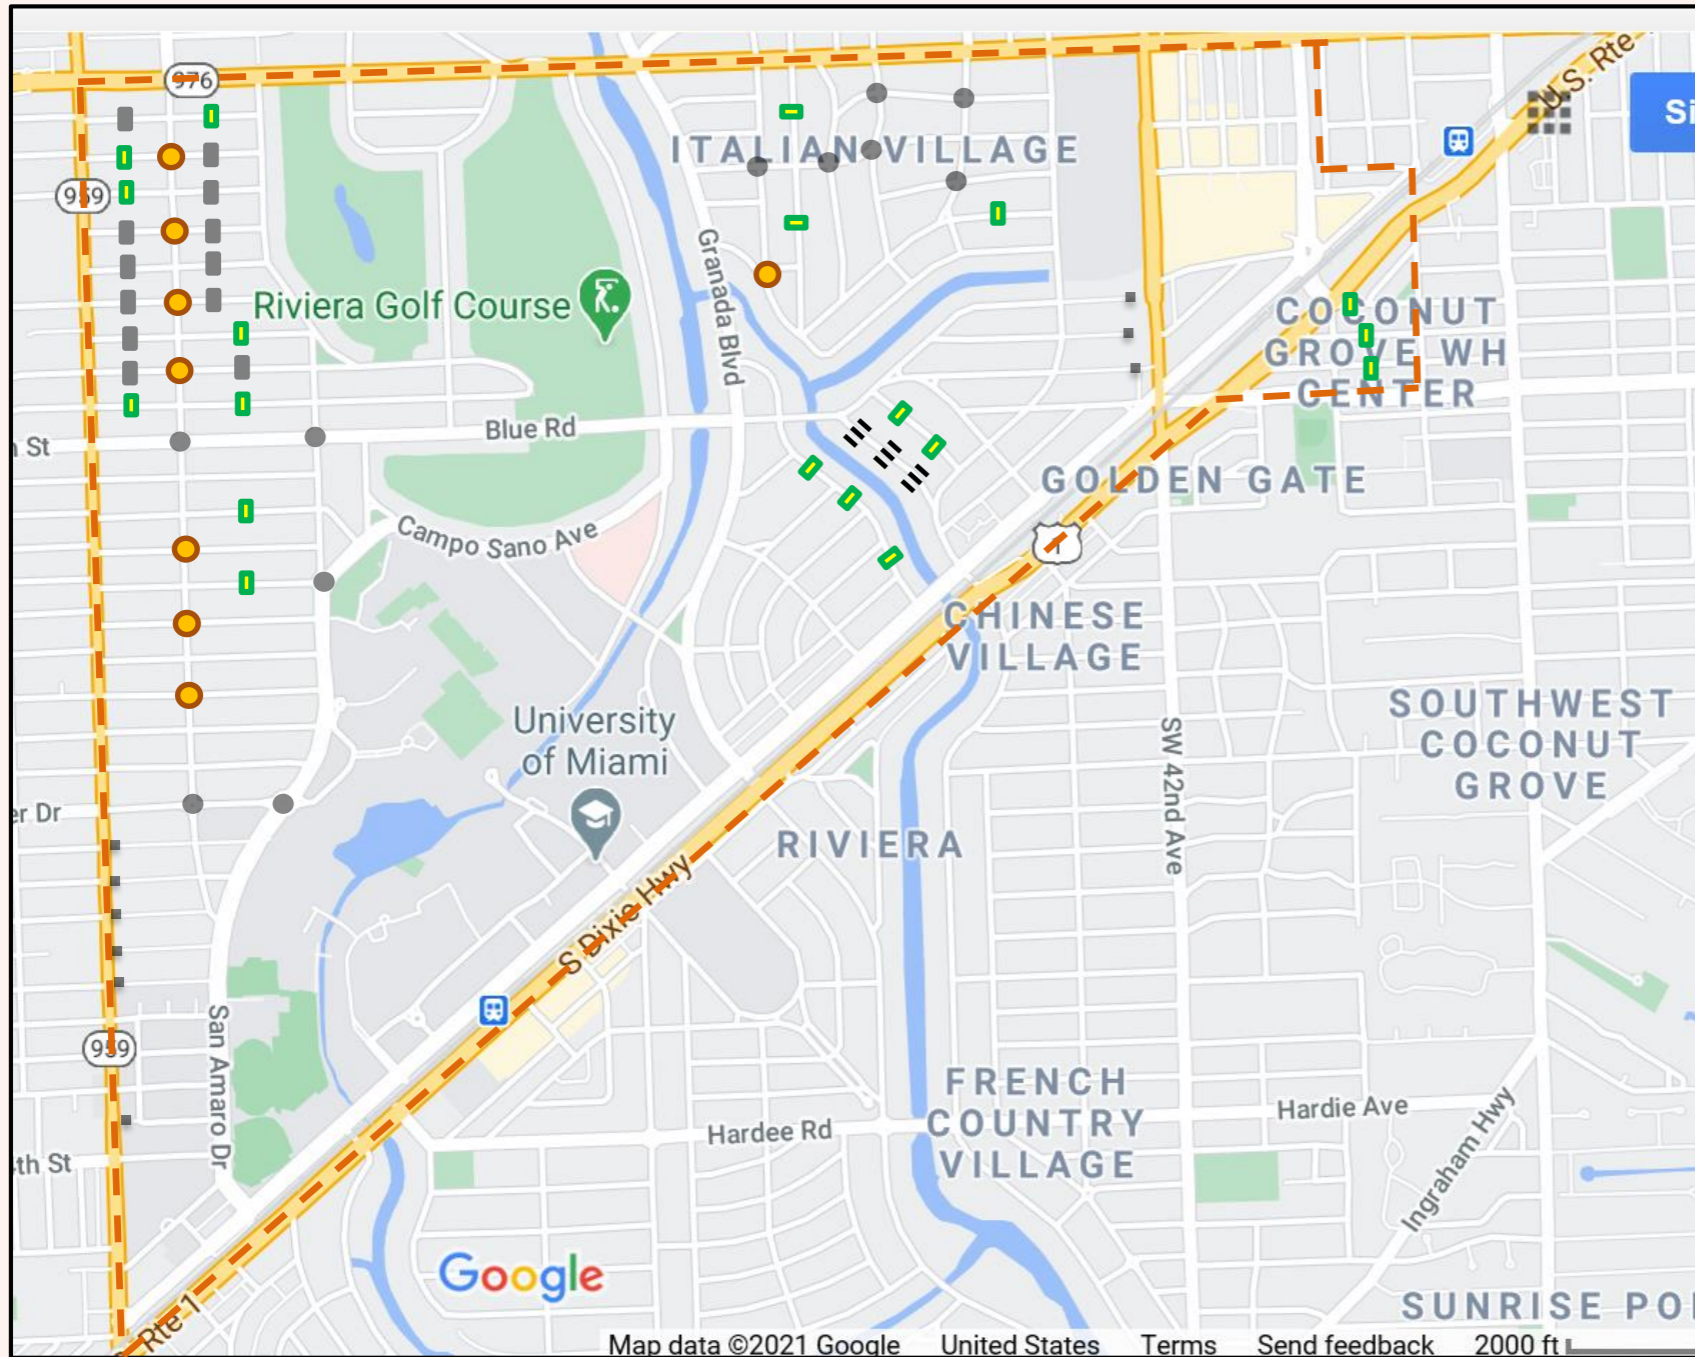 976
U.S. Rte
Si
959
ITALIAN VILLAGE
Granada Blvd
Riviera Golf Course
COCONUT
GROVE WH
CENTER
Blue Rd
St
GOLDEN GATE
Campo Sano Ave
1
CHINESE
VILLAGE
University
of Miami
SOUTHWEST
COCONUT
GROVE
SW 42nd Ave
er Dr
RIVIERA
S Dixie Hwy
959
San Amaro Dr
FRENCH
COUNTRY
VILLAGE
Hardee Rd
Hardie Ave
Ingraham Hwy
th St
Google
Rte 1
SUNRISE PO
Map data ©2021 Google United States Terms Send feedback 2000 ft